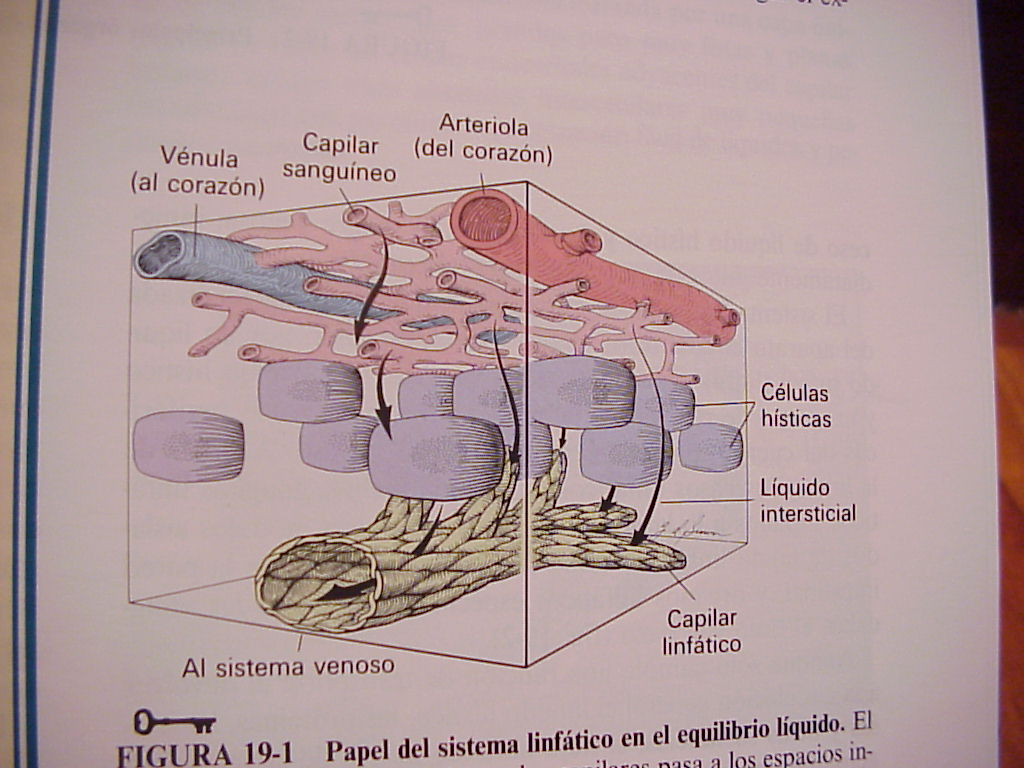 Arteriola
(del corazón)
Capilar
sanguíneo
Vénula
(al corazón)
Células
hísticas
Líquido
intersticial
Capilar
linfático
Al sistema venoso
FIGURA 19-1 Papel del sistema linfático en el equilibrio líquido. El
pasa a los espacios in-